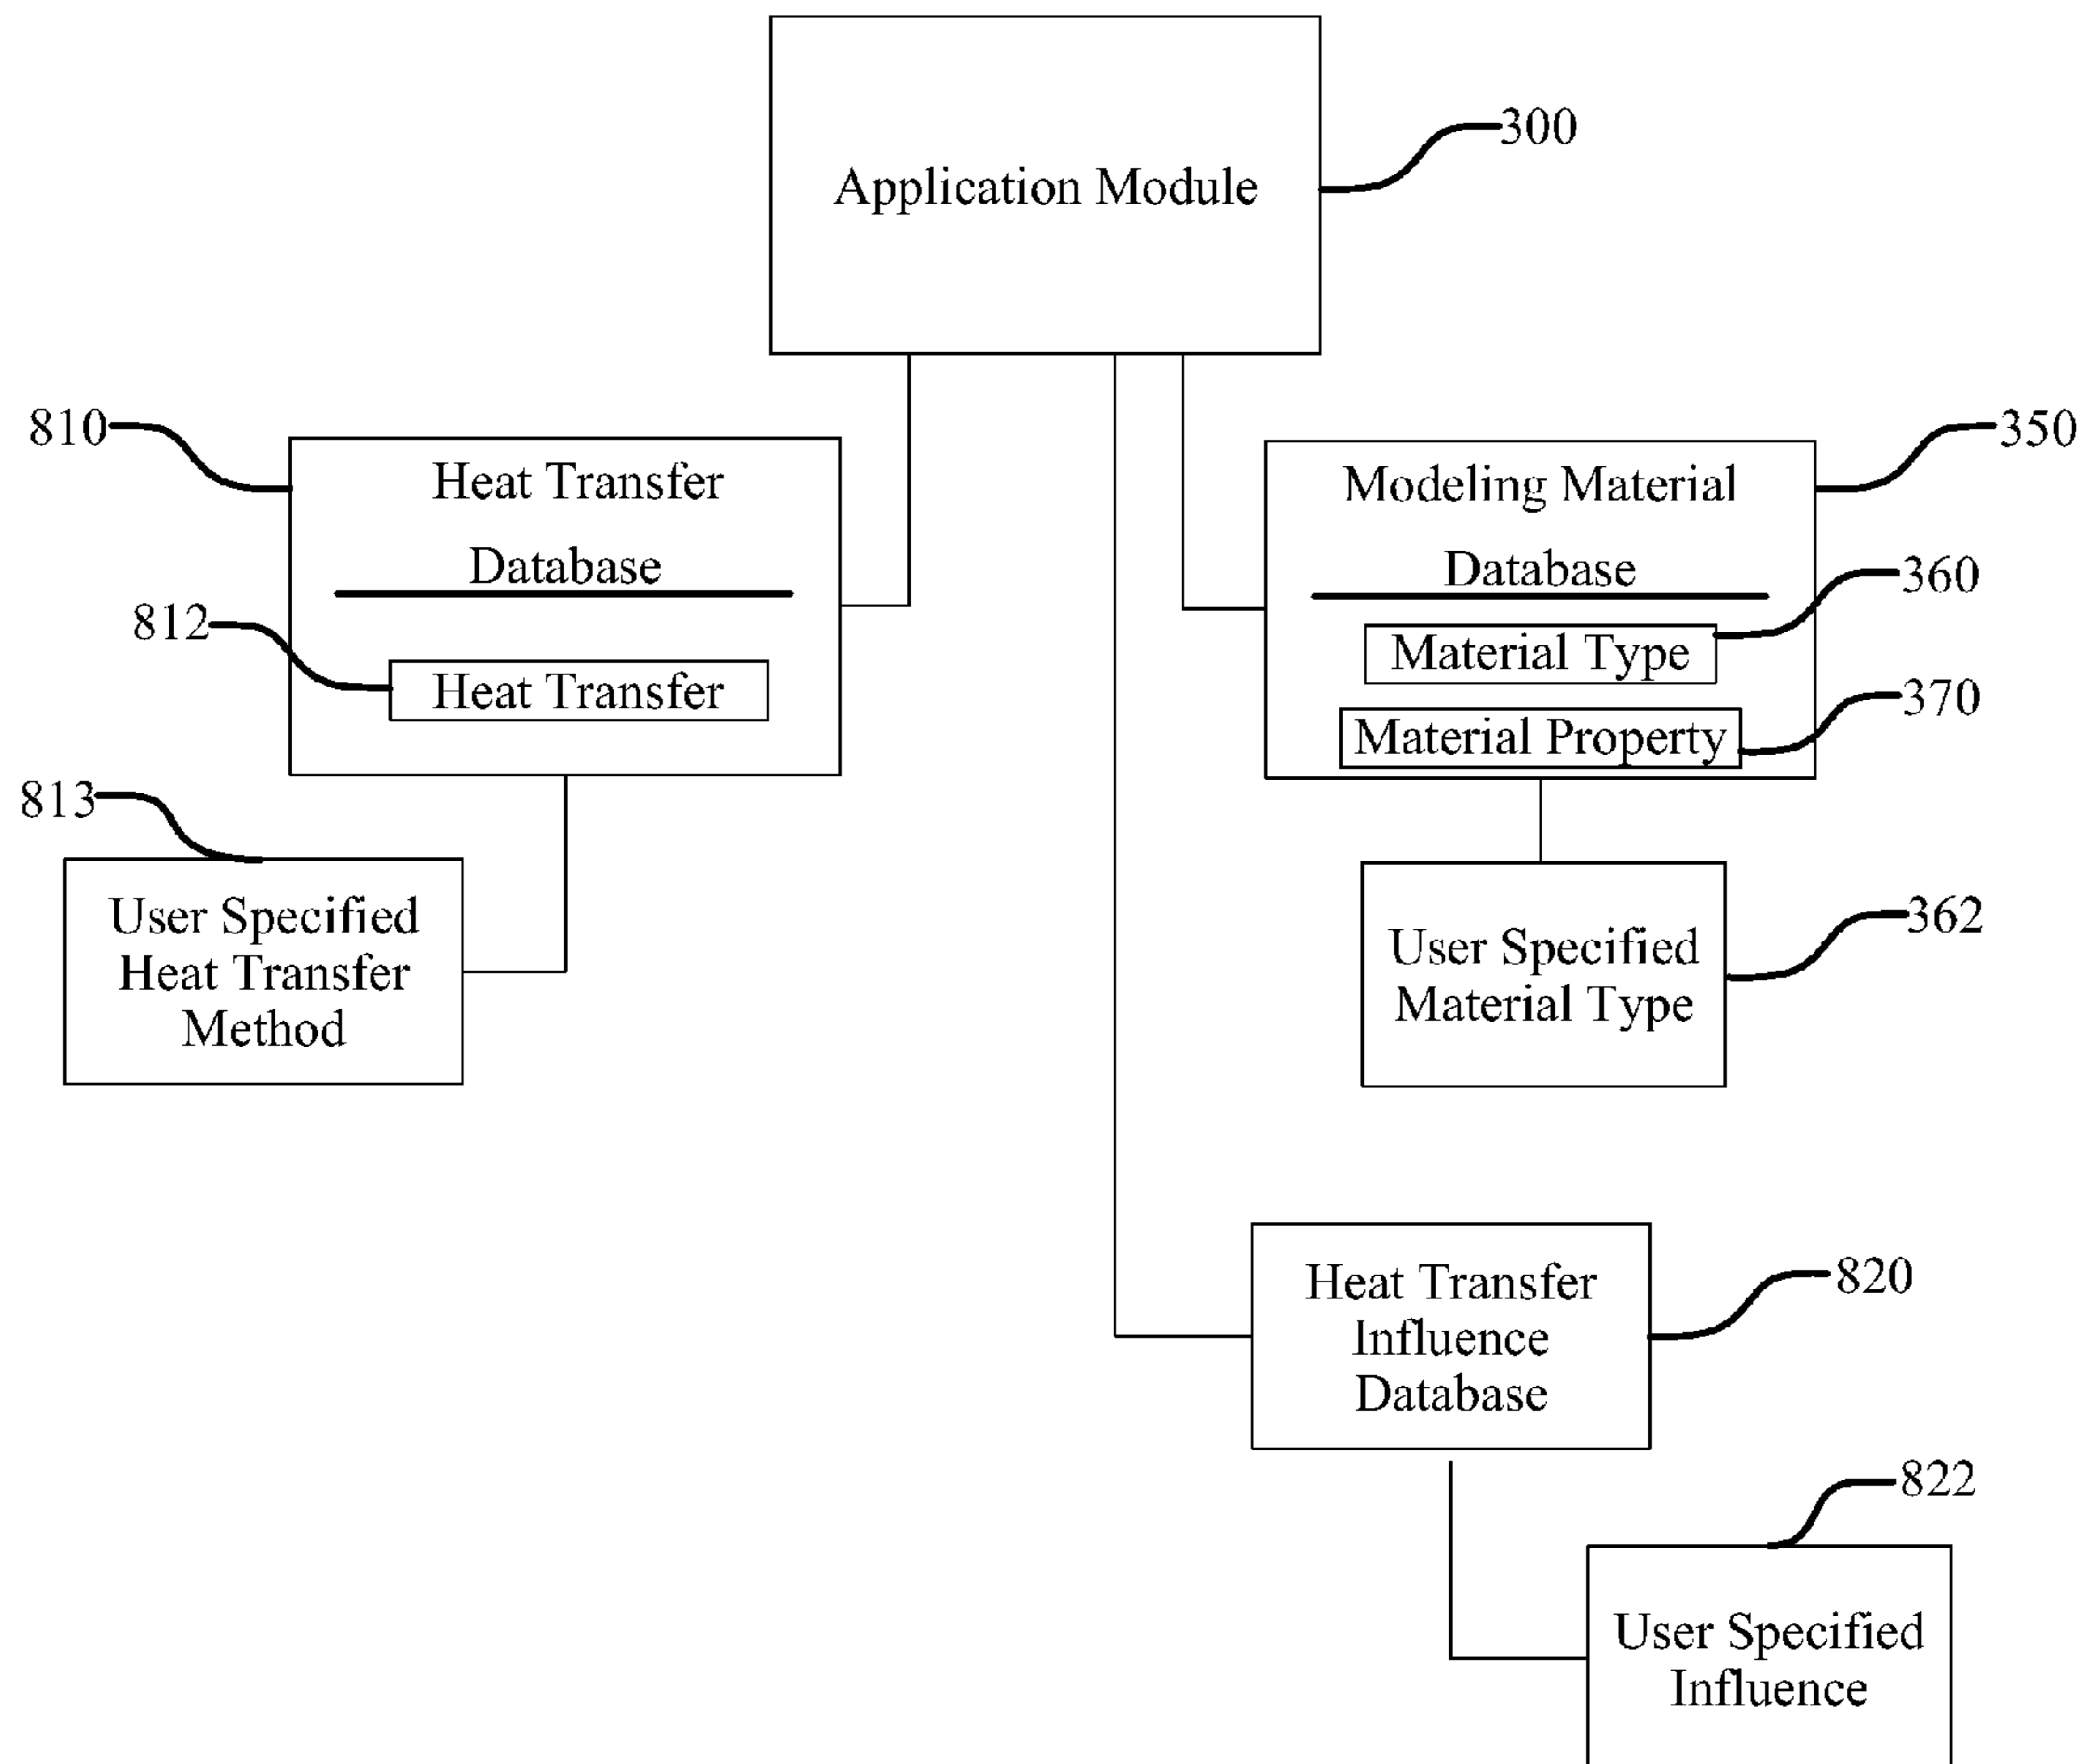 Application Module
300
810
Heat Transfer
Database
812
Heat Transfer
350
Modeling Material
Database
360
Material Type
370
Material Property
813
User Specified
Heat Transfer
Method
362
User Specified
Material Type
820
Heat Transfer
Influence
Database
822
User Specified
Influence